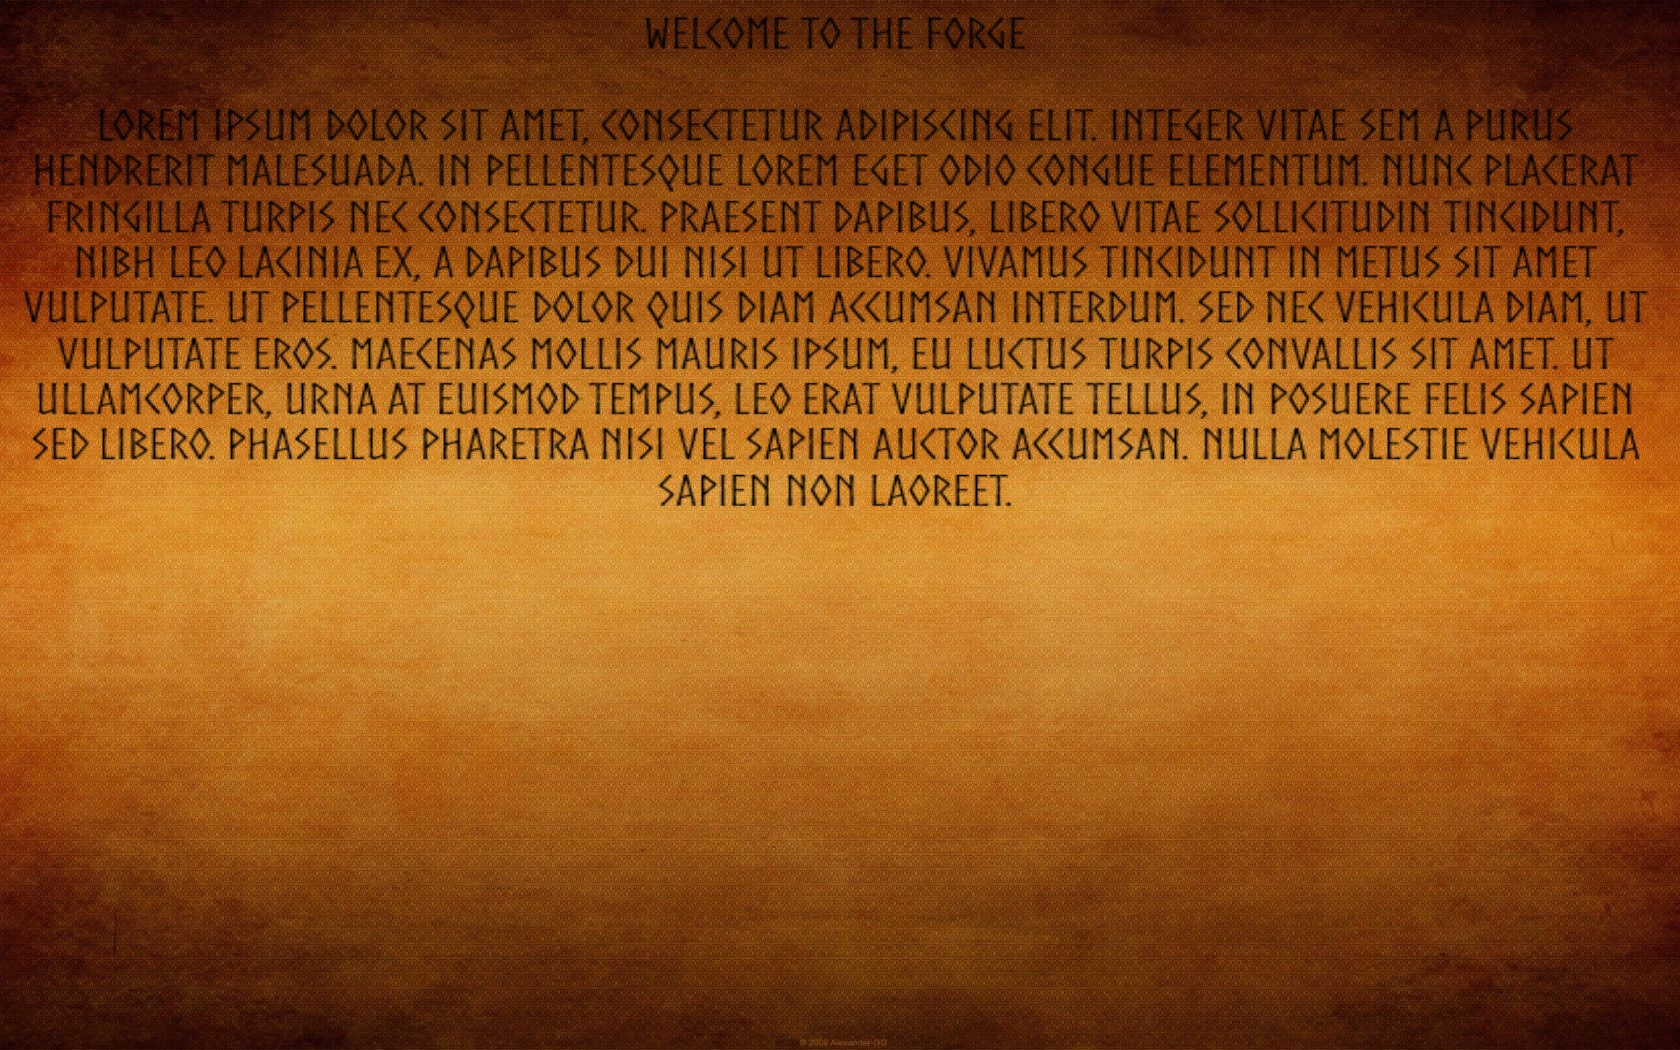 WELCOME TO THE FORGE
LOREM IPSUM DOLOR SIT AMET, CONSECTETUR ADIPISCING ELIT. INTEGER VITAE SEM A PURUS
HENDRERIT MALESUADA. IN PELLENTESQUE LOREM EGET ODIO CONGUE ELEMENTUM. NUNC PLACERAT
FRINGILLA TURPIS NEC CONSECTETUR. PRAESENT DAPIBUS, LIBERO VITAE SOLLICITUDIN TINCIDUNT,
NIBH LEO LACINIA EX, A DAPIBUS DUI NISI UT LIBERO. VIVAMUS TINCIDUNT IN METUS SIT AMET
VULPUTATE. UT PELLENTESQUE DOLOR QUIS DIAM ACCUMSAN INTERDUM. SED NEC VEHICULA DIAM, UT
VULPUTATE EROS. MAECENAS MOLLIS MAURIS IPSUM, EU LUCTUS TURPIS CONVALLIS SIT AMET. UT
ULLAMCORPER, URNA AT EUISMOD TEMPUS, LEO ERAT VULPUTATE TELLUS, IN POSUERE FELIS SAPIEN
SED LIBERO. PHASELLUS PHARETRA NISI VEL SAPIEN AUCTOR ACCUMSAN. NULLA MOLESTIE VEHICULA
SAPIEN NON LAOREET.
© 2009 Alexander-GG